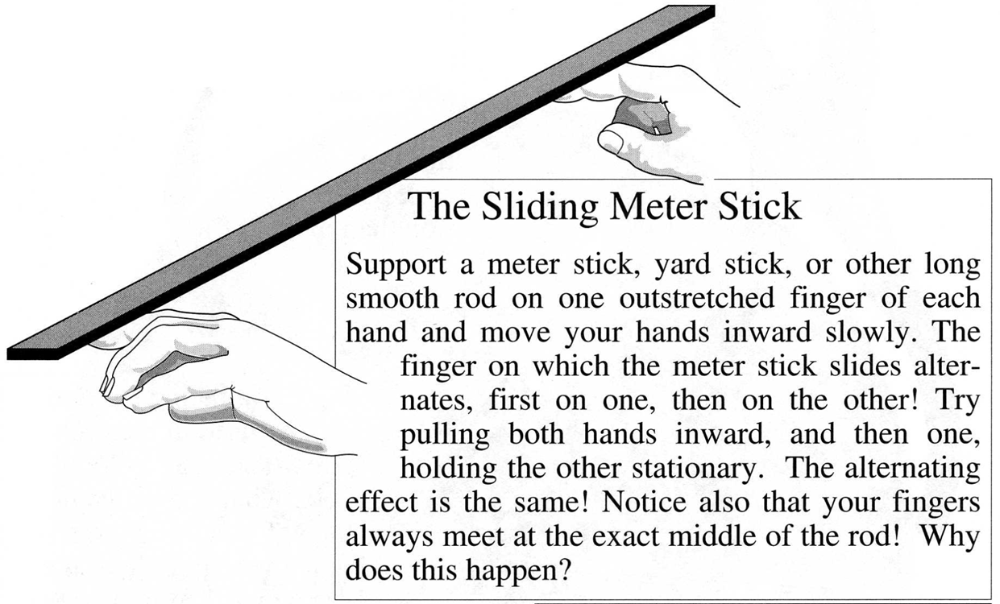 The Sliding Meter Stick
Support a meter stick, yard stick, or other long
smooth rod on one outstretched finger of each
hand and move your hands inward slowly. The
finger on which the meter stick slides alter-
nates, first on one, then on the other! Try
pulling both hands inward, and then one,
holding the other stationary. The alternating
effect is the same! Notice also that your fingers
always meet at the exact middle of the rod! Why
does this happen?